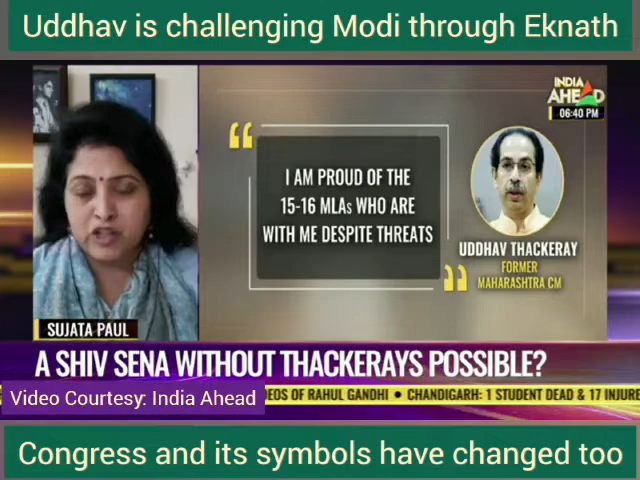 Uddhav is challenging Modi through Eknath
INDIA
AHEAD
06:40 PM
“
I AM PROUD OF THE
15-16 MLAs WHO ARE
WITH ME DESPITE THREATS
”
UDDHAV THACKERAY
FORMER
MAHARASHTRA CM
SUJATA PAUL
A SHIV SENA WITHOUT THACKERAYS POSSIBLE?
Video Courtesy: India Ahead
DEOS OF RAHUL GANDHI • CHANDIGARH: 1 STUDENT DEAD & 17 INJURE
Congress and its symbols have changed too